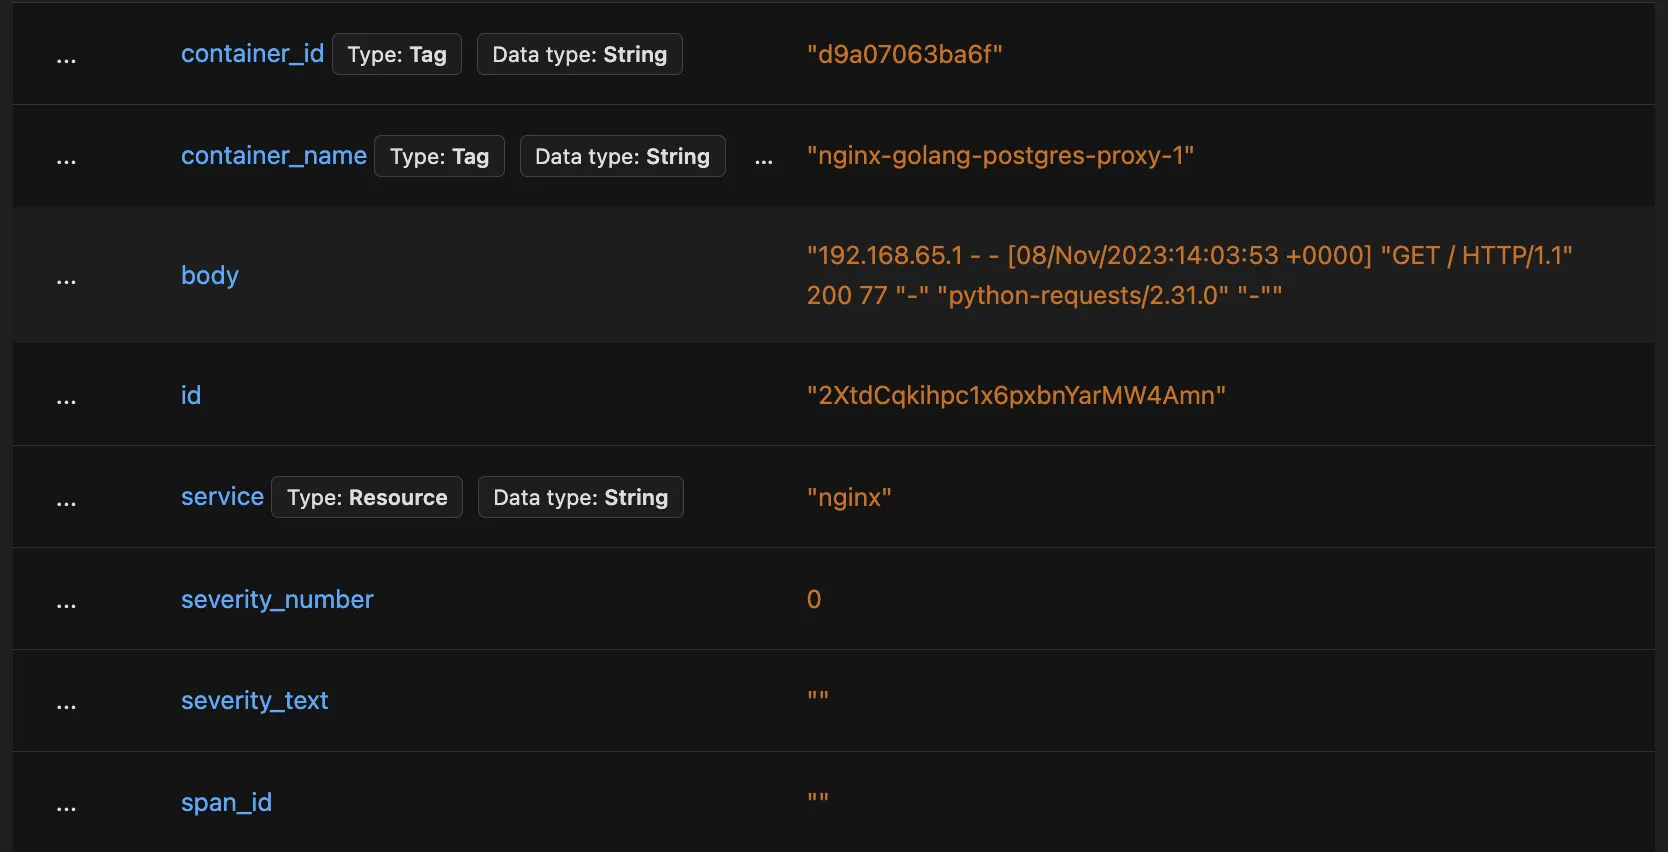 ... container_id Type: Tag Data type: String "d9a07063ba6f"
... container_name Type: Tag Data type: String ... "nginx-golang-postgres-proxy-1"
... body "192.168.65.1 - - [08/Nov/2023:14:03:53 +0000] "GET / HTTP/1.1"
200 77 "-" "python-requests/2.31.0" "-""
... id "2XtdCqkihpc1x6pxbnYarMW4Amn"
... service Type: Resource Data type: String "nginx"
... severity_number 0
... severity_text ""
... span_id ""